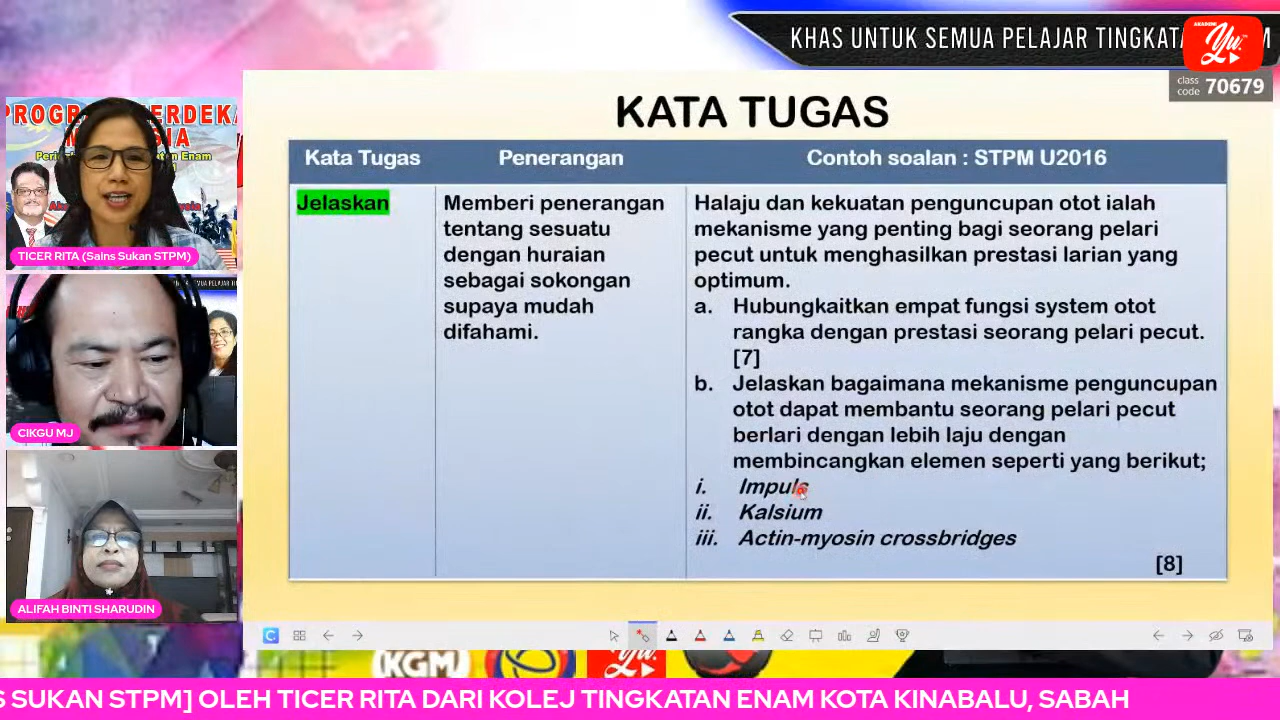 KHAS UNTUK SEMUA PELAJAR TINGKATA
AKADEMI
Yu.
class code 70679
KATA TUGAS
Kata Tugas
Penerangan
Contoh soalan : STPM U2016
Jelaskan
Memberi penerangan
tentang sesuatu
dengan huraian
sebagai sokongan
supaya mudah
difahami.
Halaju dan kekuatan penguncupan otot ialah
mekanisme yang penting bagi seorang pelari
pecut untuk menghasilkan prestasi larian yang
optimum.
a. Hubungkaitkan empat fungsi system otot
rangka dengan prestasi seorang pelari pecut.
[7]
b. Jelaskan bagaimana mekanisme penguncupan
otot dapat membantu seorang pelari pecut
berlari dengan lebih laju dengan
membincangkan elemen seperti yang berikut;
i. Impuls
ii. Kalsium
iii. Actin-myosin crossbridges
[8]
TICER RITA (Sains Sukan STPM)
CIKGU MJ
ALIFAH BINTI SHARUDIN
KGM
S SUKAN STPM] OLEH TICER RITA DARI KOLEJ TINGKATAN ENAM KOTA KINABALU, SABAH